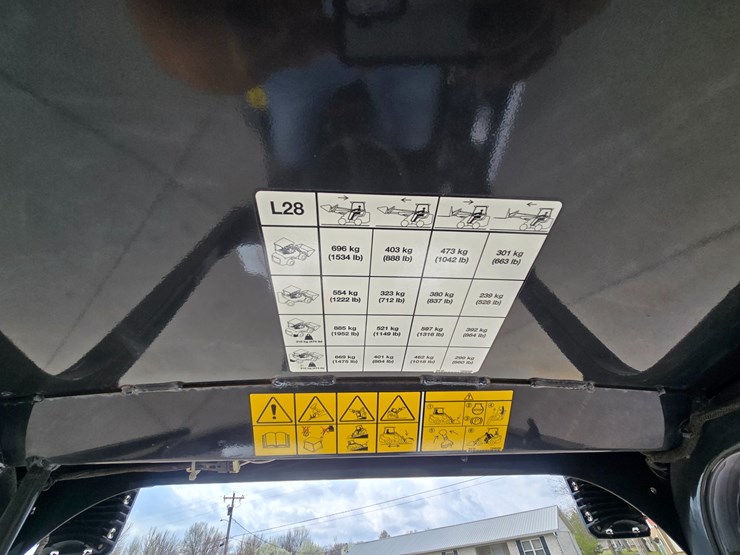 L28
696 kg 403 kg 473 kg 301 kg
(1534 lb) (888 lb) (1042 lb) (663 lb)
554 kg 323 kg 380 kg 239 kg
(1222 lb) (712 lb) (837 lb) (528 lb)
885 kg 521 kg 597 kg 392 kg
(1952 lb) (1149 lb) (1316 lb) (864 lb)
669 kg 401 kg 462 kg
(1475 lb) (884 lb)